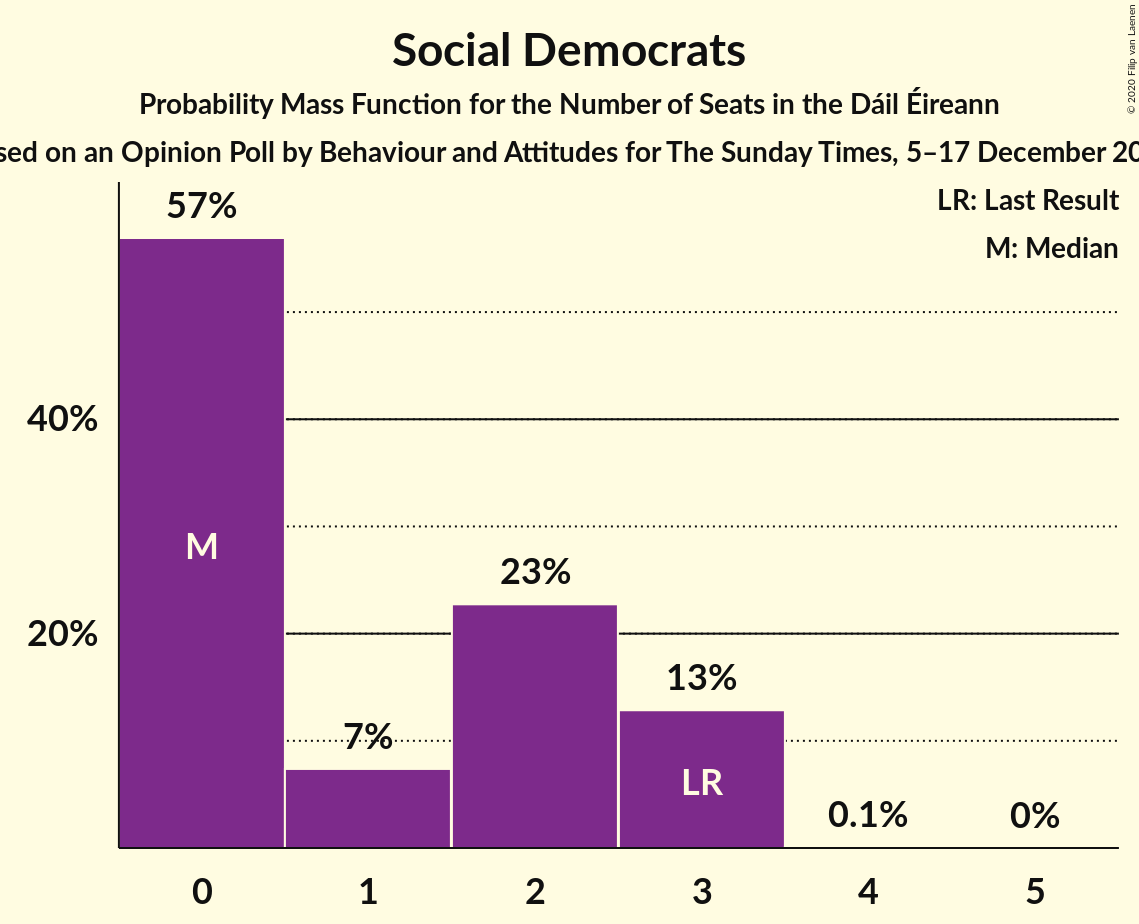 Social Democrats
Probability Mass Function for the Number of Seats in the Dáil Éireann
on an Opinion Poll by Behaviour and Attitudes for The Sunday Times, 5–17 December
© 2020 Filip van Laenen
LR: Last Result
M: Median
57%
40%
M
23%
20%
13%
7%
LR
0.1%
0%
0 1 2 3 4 5